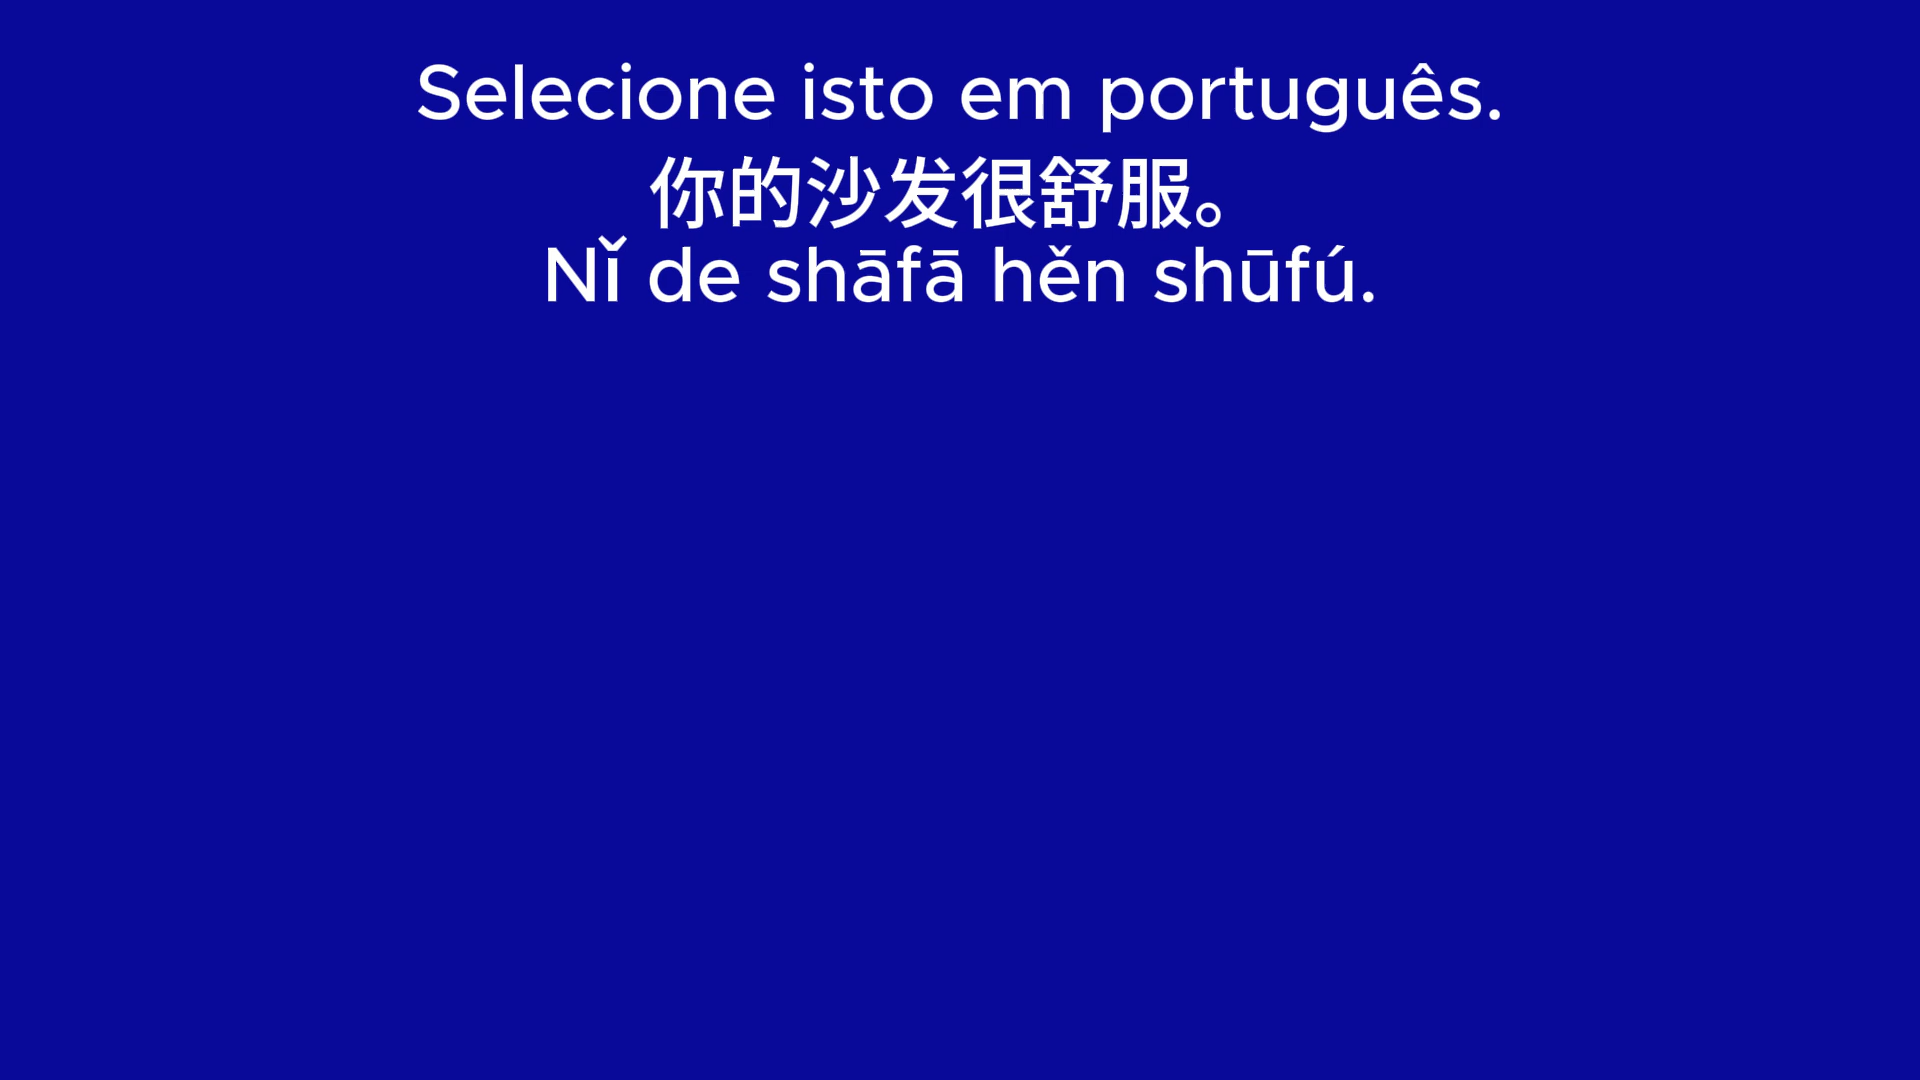 Selecione isto em português.
你的沙发很舒服。
Nǐ de shāfā hěn shūfú.